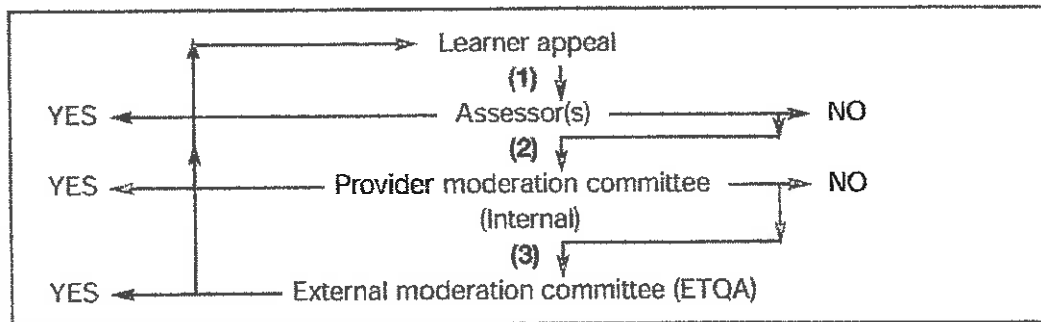 Learner appeal
(1)
YES Assessor(s) NO
(2)
YES Provider moderation committee NO
(Internal)
(3)
YES External moderation committee (ETQA)